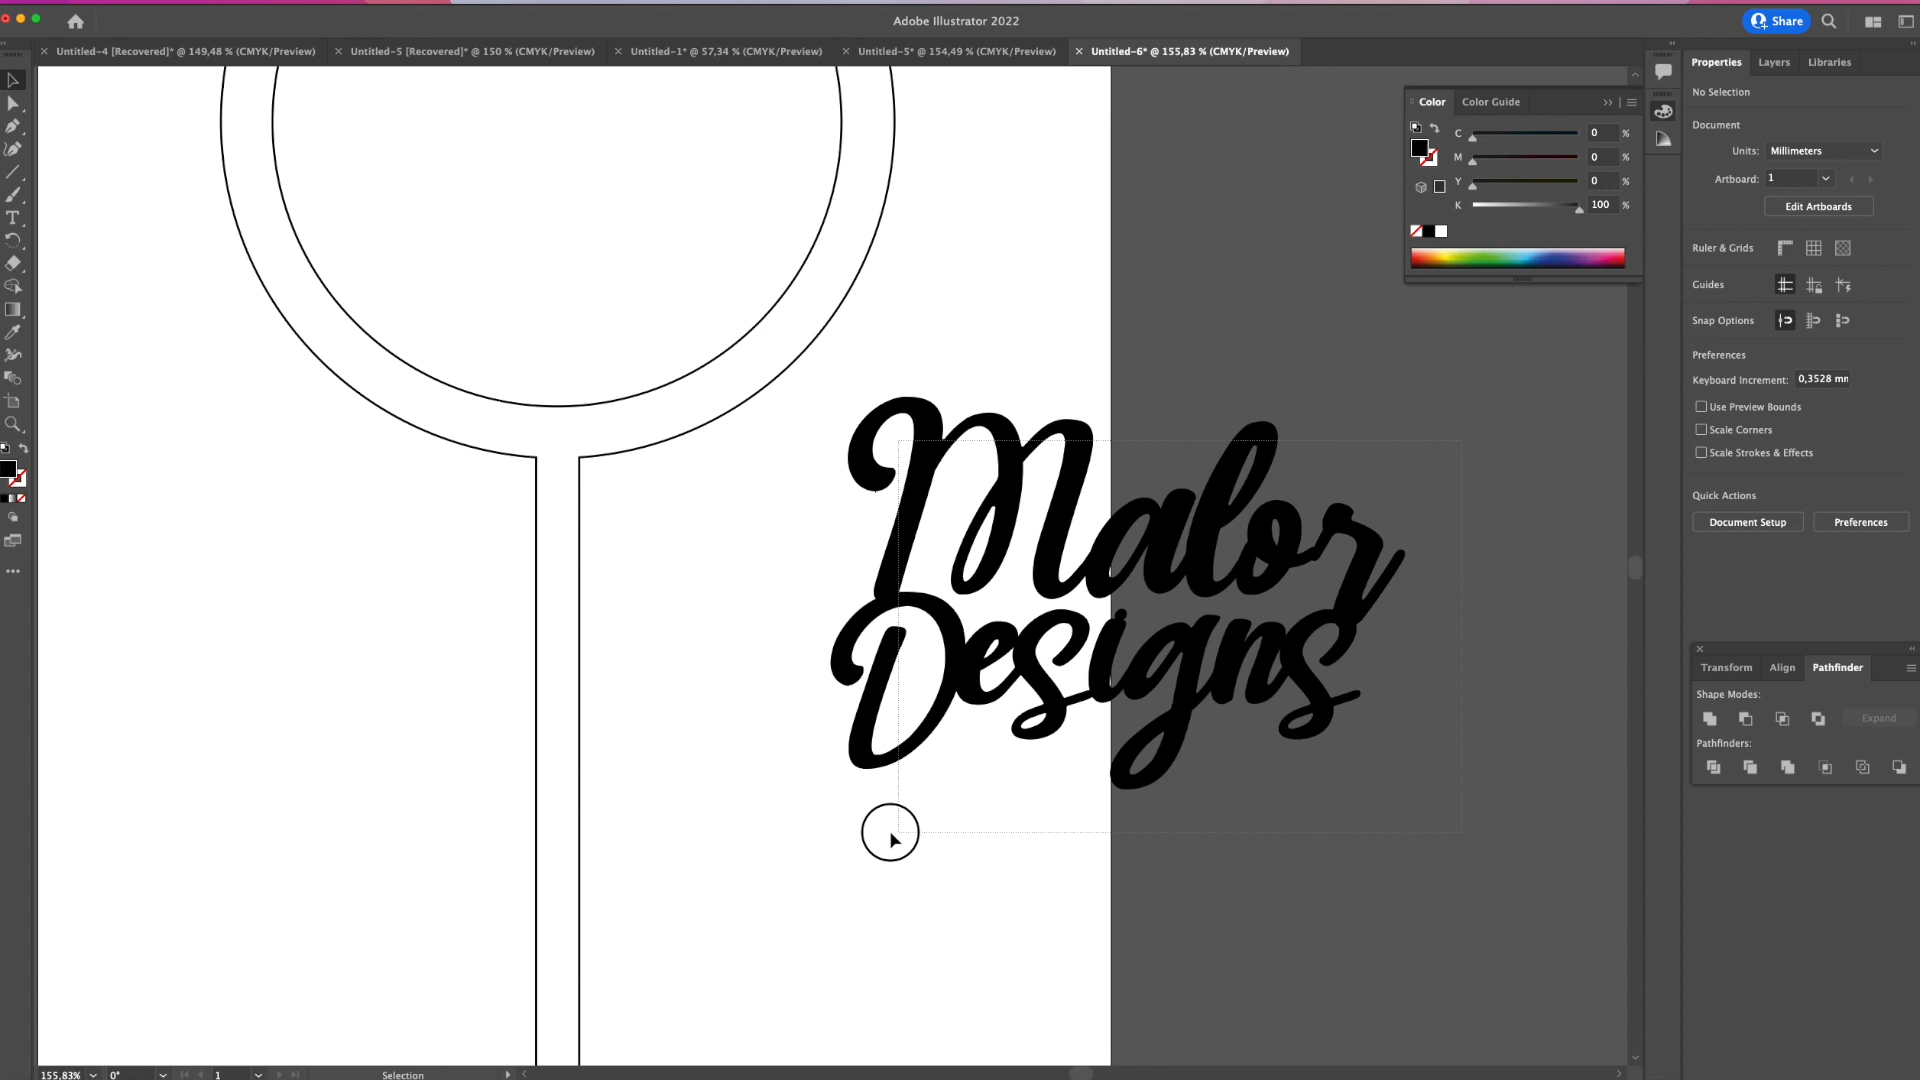 Adobe Illustrator 2022
Share
Untitled-4 [Recovered]* @ 149,48 % (CMYK/Preview)
Untitled-5 [Recovered]* @ 150 % (CMYK/Preview)
Untitled-1* @ 57,34 % (CMYK/Preview)
Untitled-5* @ 154,49 % (CMYK/Preview)
Untitled-6* @ 155,83 % (CMYK/Preview)
Properties
Layers
Libraries
No Selection
Document
Units: Millimeters
Artboard: 1
Edit Artboards
Ruler & Grids
Guides
Snap Options
Preferences
Keyboard Increment: 0,3528 mm
Use Preview Bounds
Scale Corners
Scale Strokes & Effects
Quick Actions
Document Setup
Preferences
Color
Color Guide
C 0 %
M 0 %
Y 0 %
K 100 %
Malor
Designs
Transform
Align
Pathfinder
Shape Modes:
Expand
Pathfinders:
155,83%
0°
1
Selection